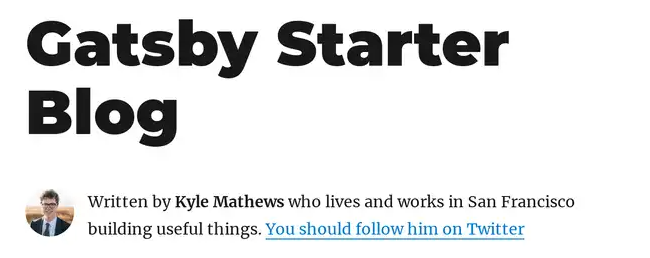 Gatsby Starter
Blog
Written by Kyle Mathews who lives and works in San Francisco
building useful things. You should follow him on Twitter